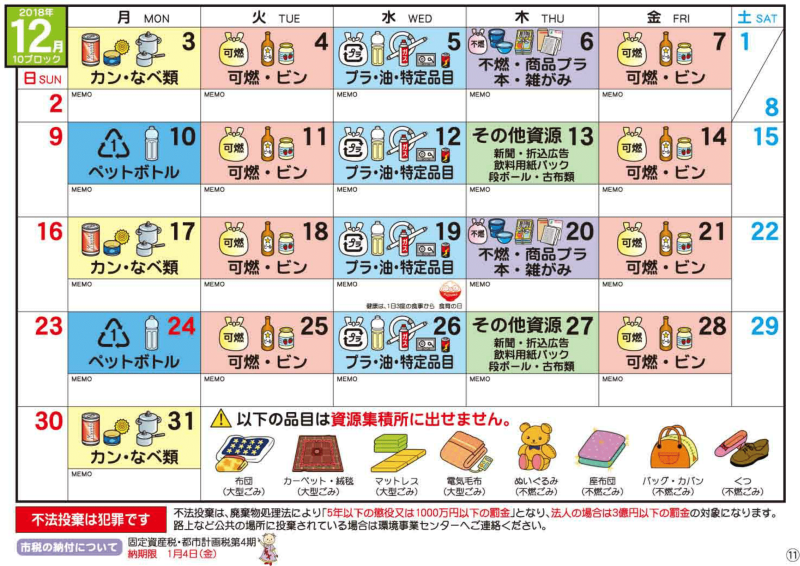 2018年
12月
10ブロック
月 MON
火 TUE
水 WED
木 THU
金 FRI
土 SAT
日 SUN
3
カン・なべ類
MEMO
可燃
4
可燃・ビン
MEMO
プラ
5
プラ・油・特定品目
MEMO
不燃
6
不燃・商品プラ
本・雑がみ
MEMO
可燃
7
可燃・ビン
MEMO
1
8
2
9
1
10
ペットボトル
MEMO
可燃
11
可燃・ビン
MEMO
プラ
12
プラ・油・特定品目
MEMO
その他資源 13
新聞・折込広告
飲料用紙パック
段ボール・古布類
MEMO
可燃
14
可燃・ビン
MEMO
15
16
17
カン・なべ類
MEMO
可燃
18
可燃・ビン
MEMO
プラ
19
プラ・油・特定品目
MEMO
健康は、1日3度の食事から 食育の日
不燃
20
不燃・商品プラ
本・雑がみ
MEMO
可燃
21
可燃・ビン
MEMO
22
23
1
24
ペットボトル
MEMO
可燃
25
可燃・ビン
MEMO
プラ
26
プラ・油・特定品目
MEMO
その他資源 27
新聞・折込広告
飲料用紙パック
段ボール・古布類
MEMO
可燃
28
可燃・ビン
MEMO
29
30
31
カン・なべ類
MEMO
以下の品目は資源集積所に出せません。
布団
(大型ごみ)
カーペット・絨毯
(大型ごみ)
マットレス
(大型ごみ)
電気毛布
(大型ごみ)
ぬいぐるみ
(不燃ごみ)
座布団
(不燃ごみ)
バッグ・カバン
(不燃ごみ)
くつ
(不燃ごみ)
不法投棄は犯罪です
不法投棄は、廃棄物処理法により「5年以下の懲役又は1000万円以下の罰金」となり、法人の場合は3億円以下の罰金の対象になります。
路上など公共の場所に投棄されている場合は環境事業センターへご連絡ください。
市税の納付について
固定資産税・都市計画税第4期
納期限 1月4日(金)
11